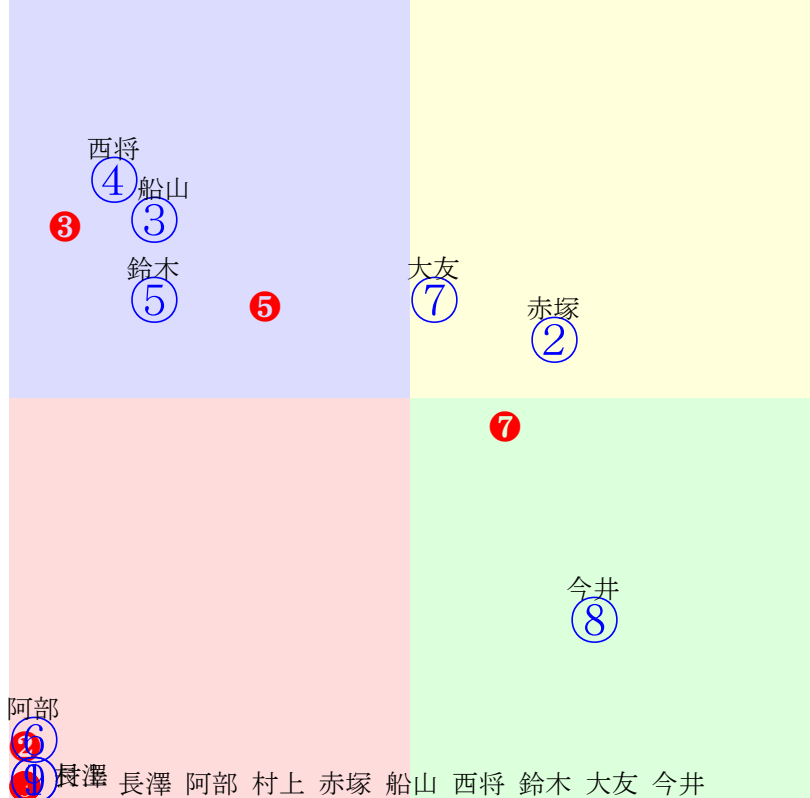 西将
④
船山
③
❸
鈴木
⑤
❺
大友
⑦
赤塚
②
❼
今井
⑧
阿部
⑥
長澤 阿部 村上 赤塚 船山 西将 鈴木 大友 今井